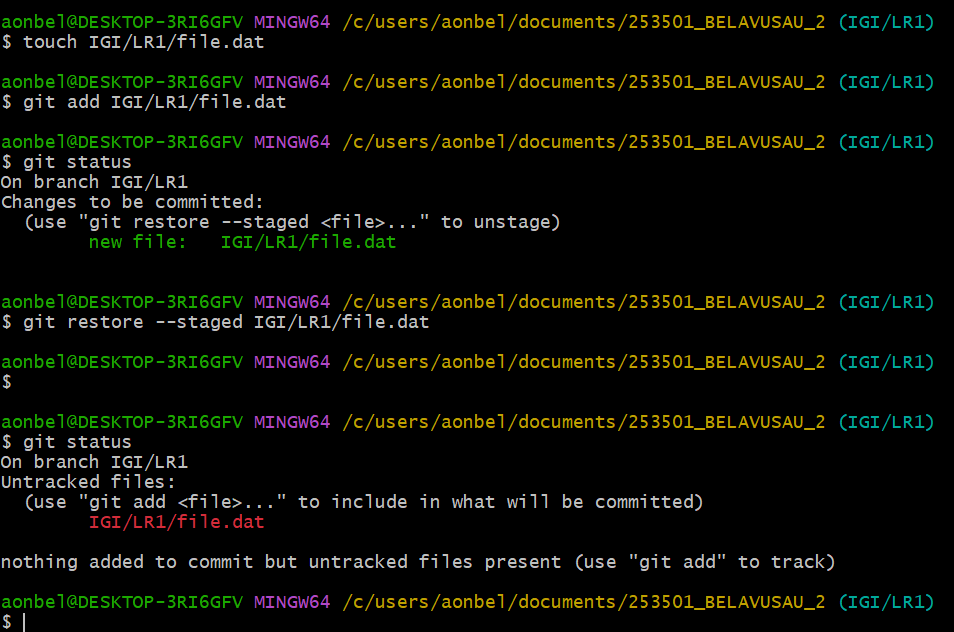 aonbel@DESKTOP-3RI6GFV MINGW64 /c/users/aonbel/documents/253501_BELAVUSAU_2 (IGI/LR1)
$ touch IGI/LR1/file.dat
aonbel@DESKTOP-3RI6GFV MINGW64 /c/users/aonbel/documents/253501_BELAVUSAU_2 (IGI/LR1)
$ git add IGI/LR1/file.dat
aonbel@DESKTOP-3RI6GFV MINGW64 /c/users/aonbel/documents/253501_BELAVUSAU_2 (IGI/LR1)
$ git status
On branch IGI/LR1
Changes to be committed:
  (use "git restore --staged <file>..." to unstage)
        new file:   IGI/LR1/file.dat
aonbel@DESKTOP-3RI6GFV MINGW64 /c/users/aonbel/documents/253501_BELAVUSAU_2 (IGI/LR1)
$ git restore --staged IGI/LR1/file.dat
aonbel@DESKTOP-3RI6GFV MINGW64 /c/users/aonbel/documents/253501_BELAVUSAU_2 (IGI/LR1)
$
aonbel@DESKTOP-3RI6GFV MINGW64 /c/users/aonbel/documents/253501_BELAVUSAU_2 (IGI/LR1)
$ git status
On branch IGI/LR1
Untracked files:
  (use "git add <file>..." to include in what will be committed)
        IGI/LR1/file.dat
nothing added to commit but untracked files present (use "git add" to track)
aonbel@DESKTOP-3RI6GFV MINGW64 /c/users/aonbel/documents/253501_BELAVUSAU_2 (IGI/LR1)
$